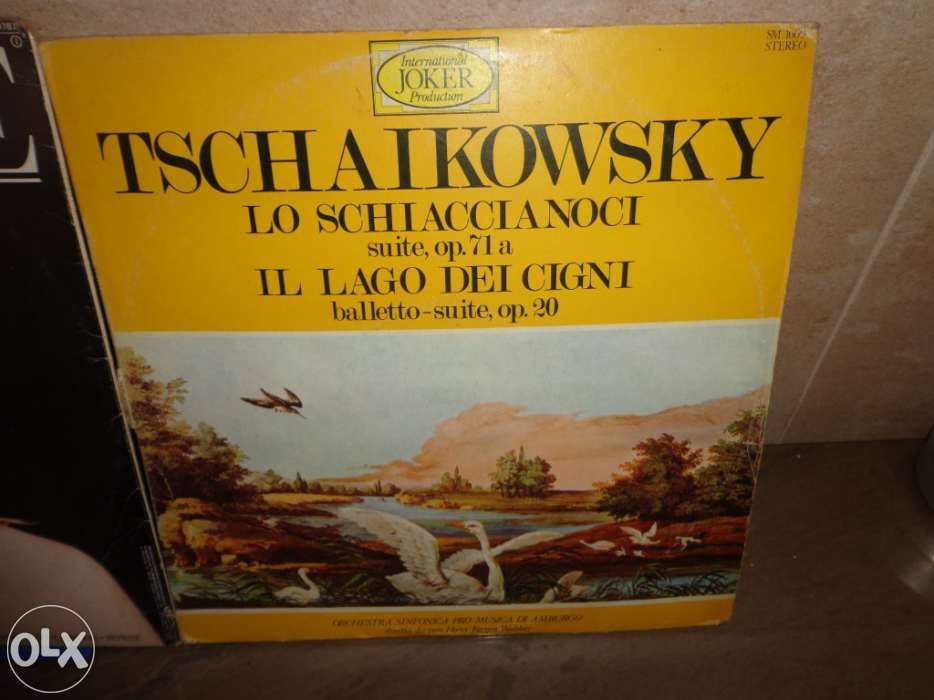 International
JOKER
Production
STEREO
TSCHAIKOWSKY
LO SCHIACCIANOCI
suite, op. 71 a
IL LAGO DEI CIGNI
balletto-suite, op. 20
ORCHESTRA SINFONICA PRO MUSICA DI AMBURGO
E
OLX